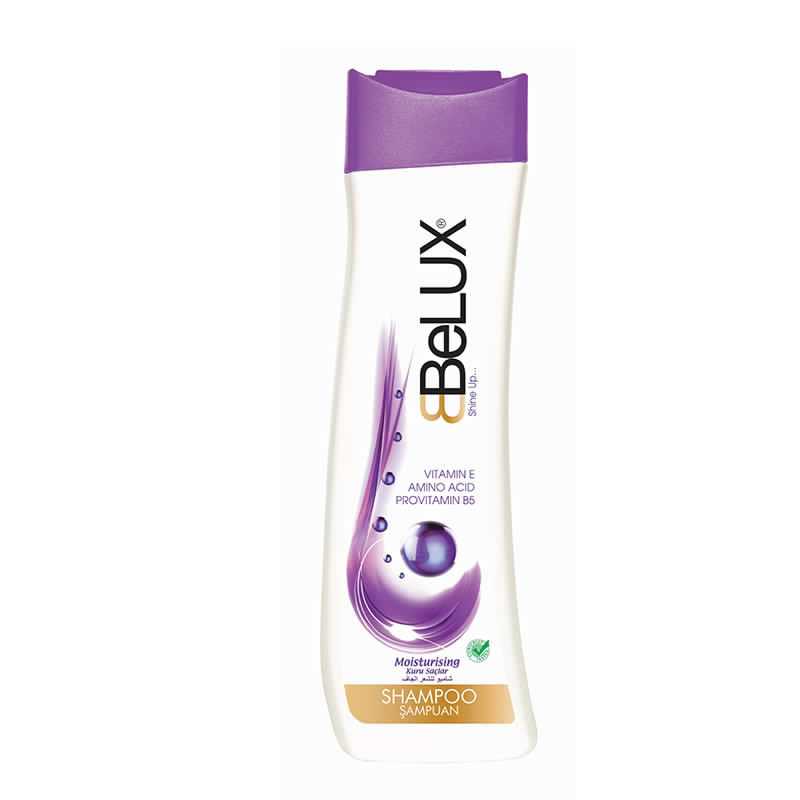 BeLUX®
Shine Up...
VITAMIN E
AMINO ACID
PROVITAMIN B5
Moisturising
Kuru Saçlar
شامبو للشعر الجاف
SHAMPOO
ŞAMPUAN